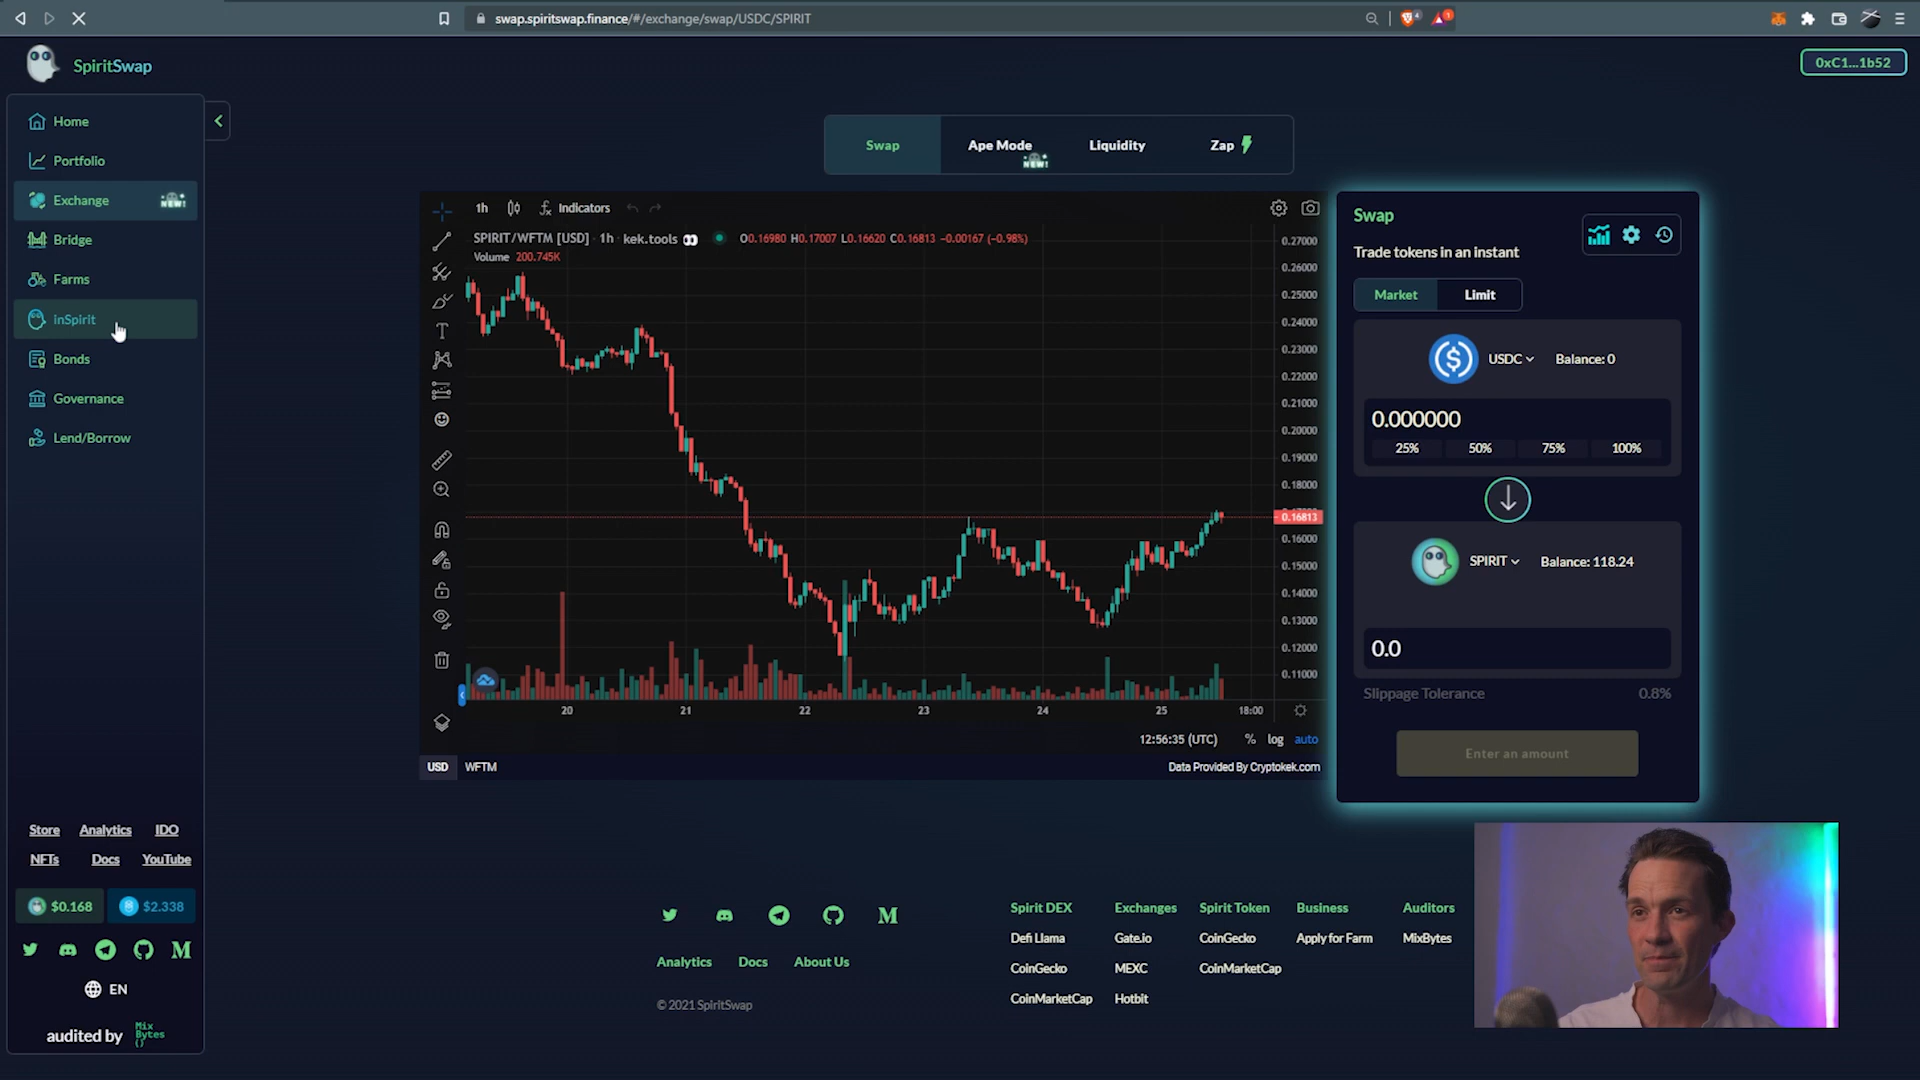 swap.spiritswap.finance/#/exchange/swap/USDC/SPIRIT
4
1
SpiritSwap
0xC1...1b52
Home
Portfolio
Exchange
NEW!
Bridge
Farms
inSpirit
Bonds
Governance
Lend/Borrow
Swap
Ape Mode
NEW!
Liquidity
Zap
1h
Indicators
SPIRIT/WFTM [USD] · 1h · kek.tools
O0.16980 H0.17007 L0.16620 C0.16813 −0.00167 (−0.98%)
Volume 200.745K
0.27000
0.26000
0.25000
0.24000
0.23000
0.22000
0.21000
0.20000
0.19000
0.18000
0.16813
0.16000
0.15000
0.14000
0.13000
0.12000
0.11000
20 21 22 23 24 25 18:00
12:56:35 (UTC) % log auto
USD WFTM
Data Provided By Cryptokek.com
Swap
Trade tokens in an instant
Market
Limit
USDC
Balance: 0
0.000000
25% 50% 75% 100%
SPIRIT
Balance: 118.24
0.0
Slippage Tolerance 0.8%
Enter an amount
Store Analytics IDO
NFTs Docs YouTube
$0.168
$2.338
EN
audited by Mix Bytes {}
Analytics Docs About Us
© 2021 SpiritSwap
Spirit DEX
Defi Llama
CoinGecko
CoinMarketCap
Exchanges
Gate.io
MEXC
Hotbit
Spirit Token
CoinGecko
CoinMarketCap
Business
Apply for Farm
Auditors
MixBytes